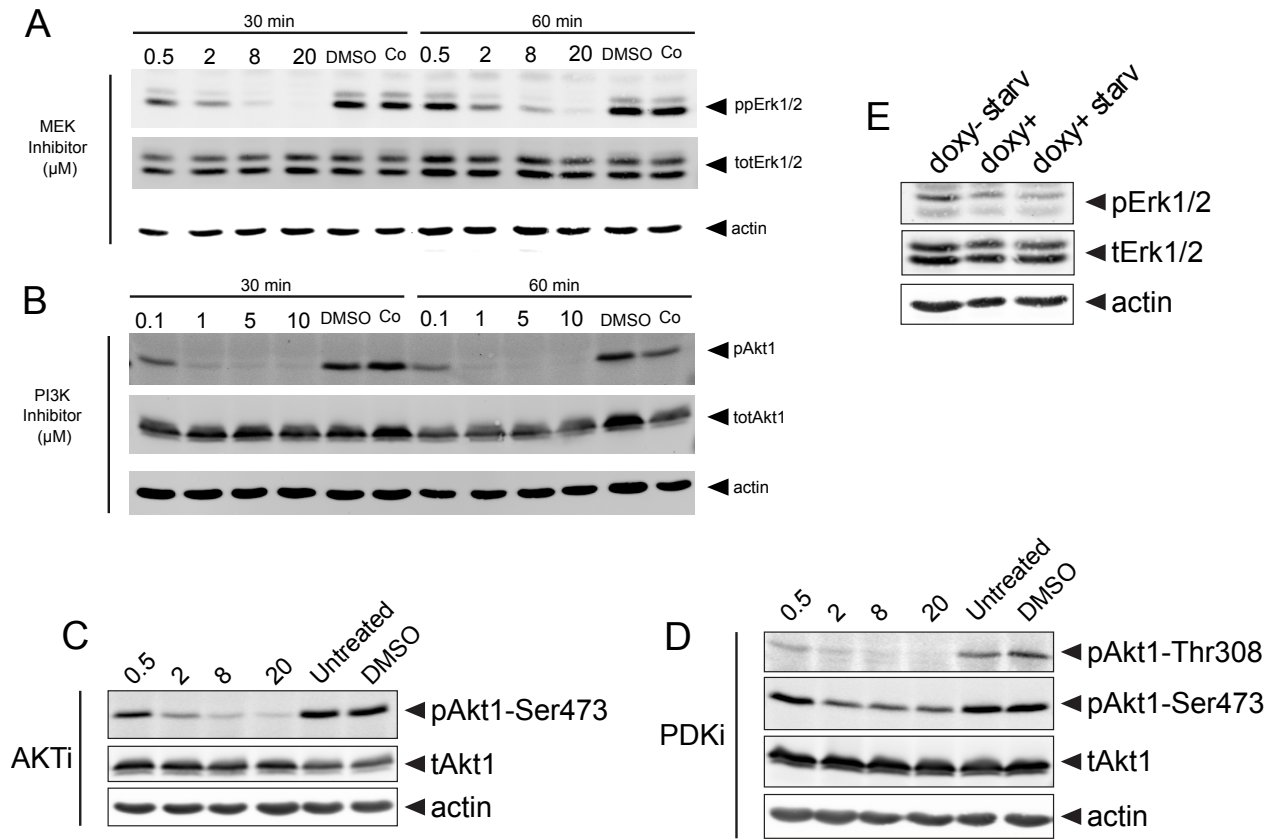 A
30 min 60 min
0.5 2 8 20 DMSO Co 0.5 2 8 20 DMSO Co
MEK
Inhibitor
(µM)
ppErk1/2
totErk1/2
actin
B
30 min 60 min
0.1 1 5 10 DMSO Co 0.1 1 5 10 DMSO Co
PI3K
Inhibitor
(µM)
pAkt1
totAkt1
actin
E
doxy- starv doxy+ doxy+ starv
pErk1/2
tErk1/2
actin
C
0.5 2 8 20 Untreated DMSO
AKTi
pAkt1-Ser473
tAkt1
actin
D
0.5 2 8 20 Untreated DMSO
PDKi
pAkt1-Thr308
pAkt1-Ser473
tAkt1
actin